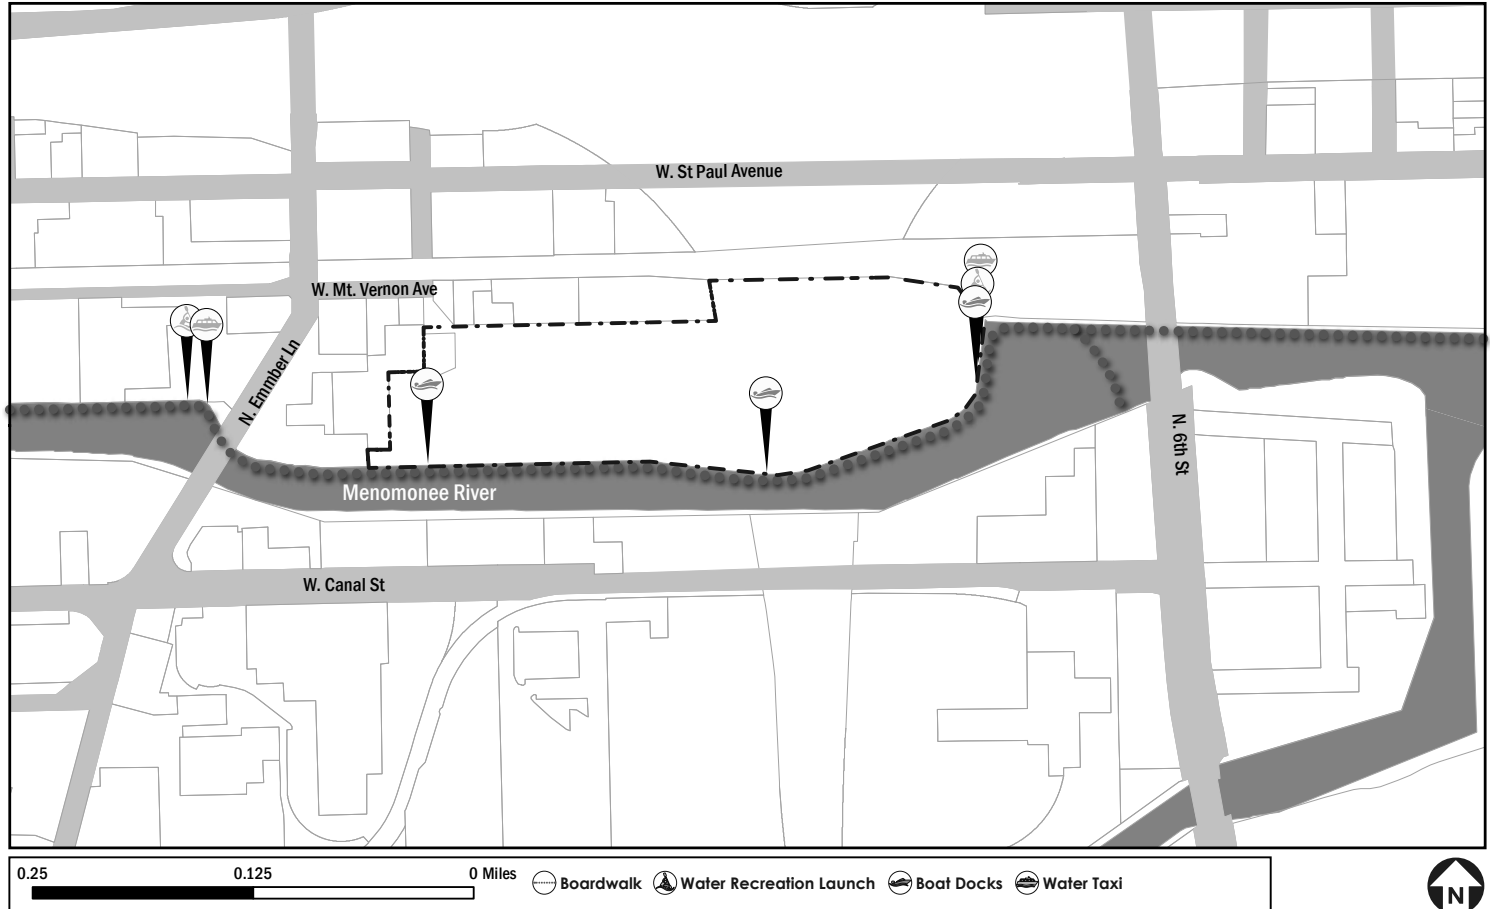 W. St Paul Avenue
W. Mt. Vernon Ave
N. Emmber Ln
N. 6th St
Menomonee River
W. Canal St
0.25 0.125 0 Miles
Boardwalk Water Recreation Launch Boat Docks Water Taxi
N